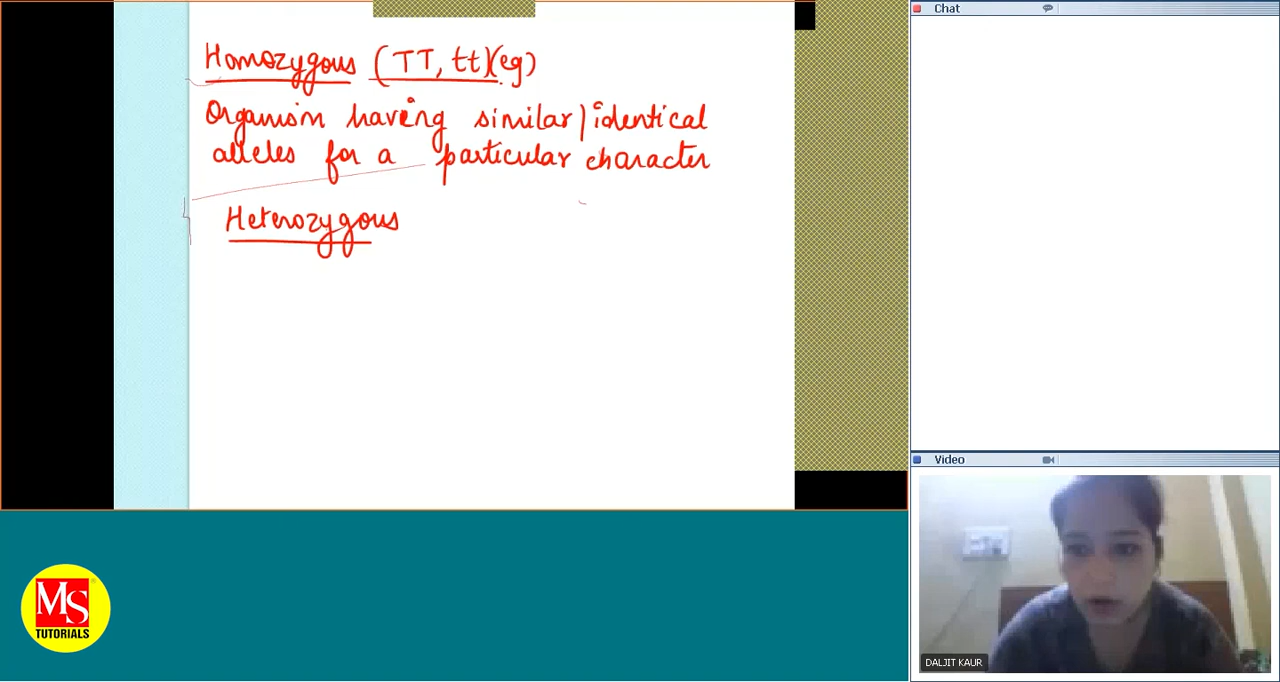 Homozygous (TT, tt)(eg)
Organism having similar/identical
alleles for a particular character
Heterozygous
Chat
Video
MS
TUTORIALS
DALJIT KAUR